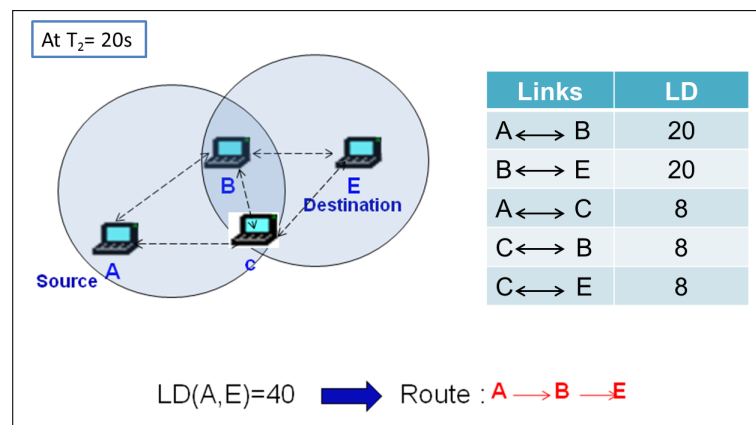 At T₂= 20s
B
E
Destination
A
Source
c
Links LD
A ⟷ B 20
B ⟷ E 20
A ⟷ C 8
C ⟷ B 8
C ⟷ E 8
LD(A,E)=40 Route : A → B → E